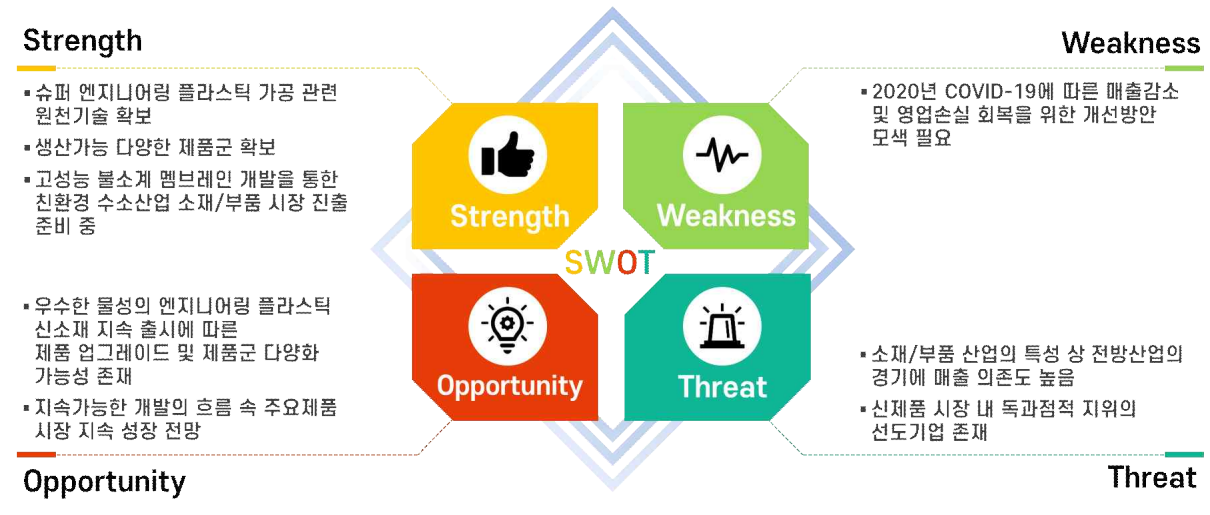 Strength
▪ 슈퍼 엔지니어링 플라스틱 가공 관련
원천기술 확보
▪ 생산가능 다양한 제품군 확보
▪ 고성능 불소계 멤브레인 개발을 통한
친환경 수소산업 소재/부품 시장 진출
준비 중
Weakness
▪ 2020년 COVID-19에 따른 매출감소
및 영업손실 회복을 위한 개선방안
모색 필요
Strength
Weakness
SWOT
Opportunity
Threat
▪ 우수한 물성의 엔지니어링 플라스틱
신소재 지속 출시에 따른
제품 업그레이드 및 제품군 다양화
가능성 존재
▪ 지속가능한 개발의 흐름 속 주요제품
시장 지속 성장 전망
Opportunity
▪ 소재/부품 산업의 특성 상 전방산업의
경기에 매출 의존도 높음
▪ 신제품 시장 내 독과점적 지위의
선도기업 존재
Threat